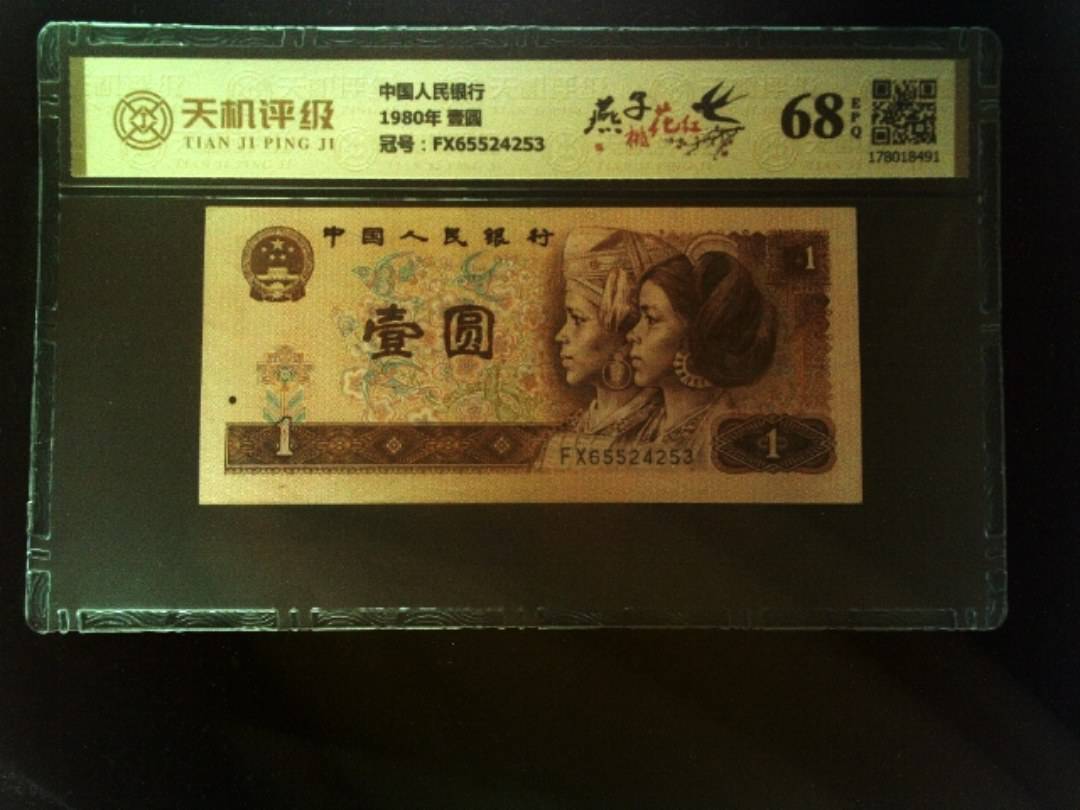 天机评级
TIAN JI PING JI
中国人民银行
1980年 壹圆
冠号：FX65524253
燕子桃花红
68
EPQ
178018491
中国人民银行
1
壹圆
1
FX65524253
1